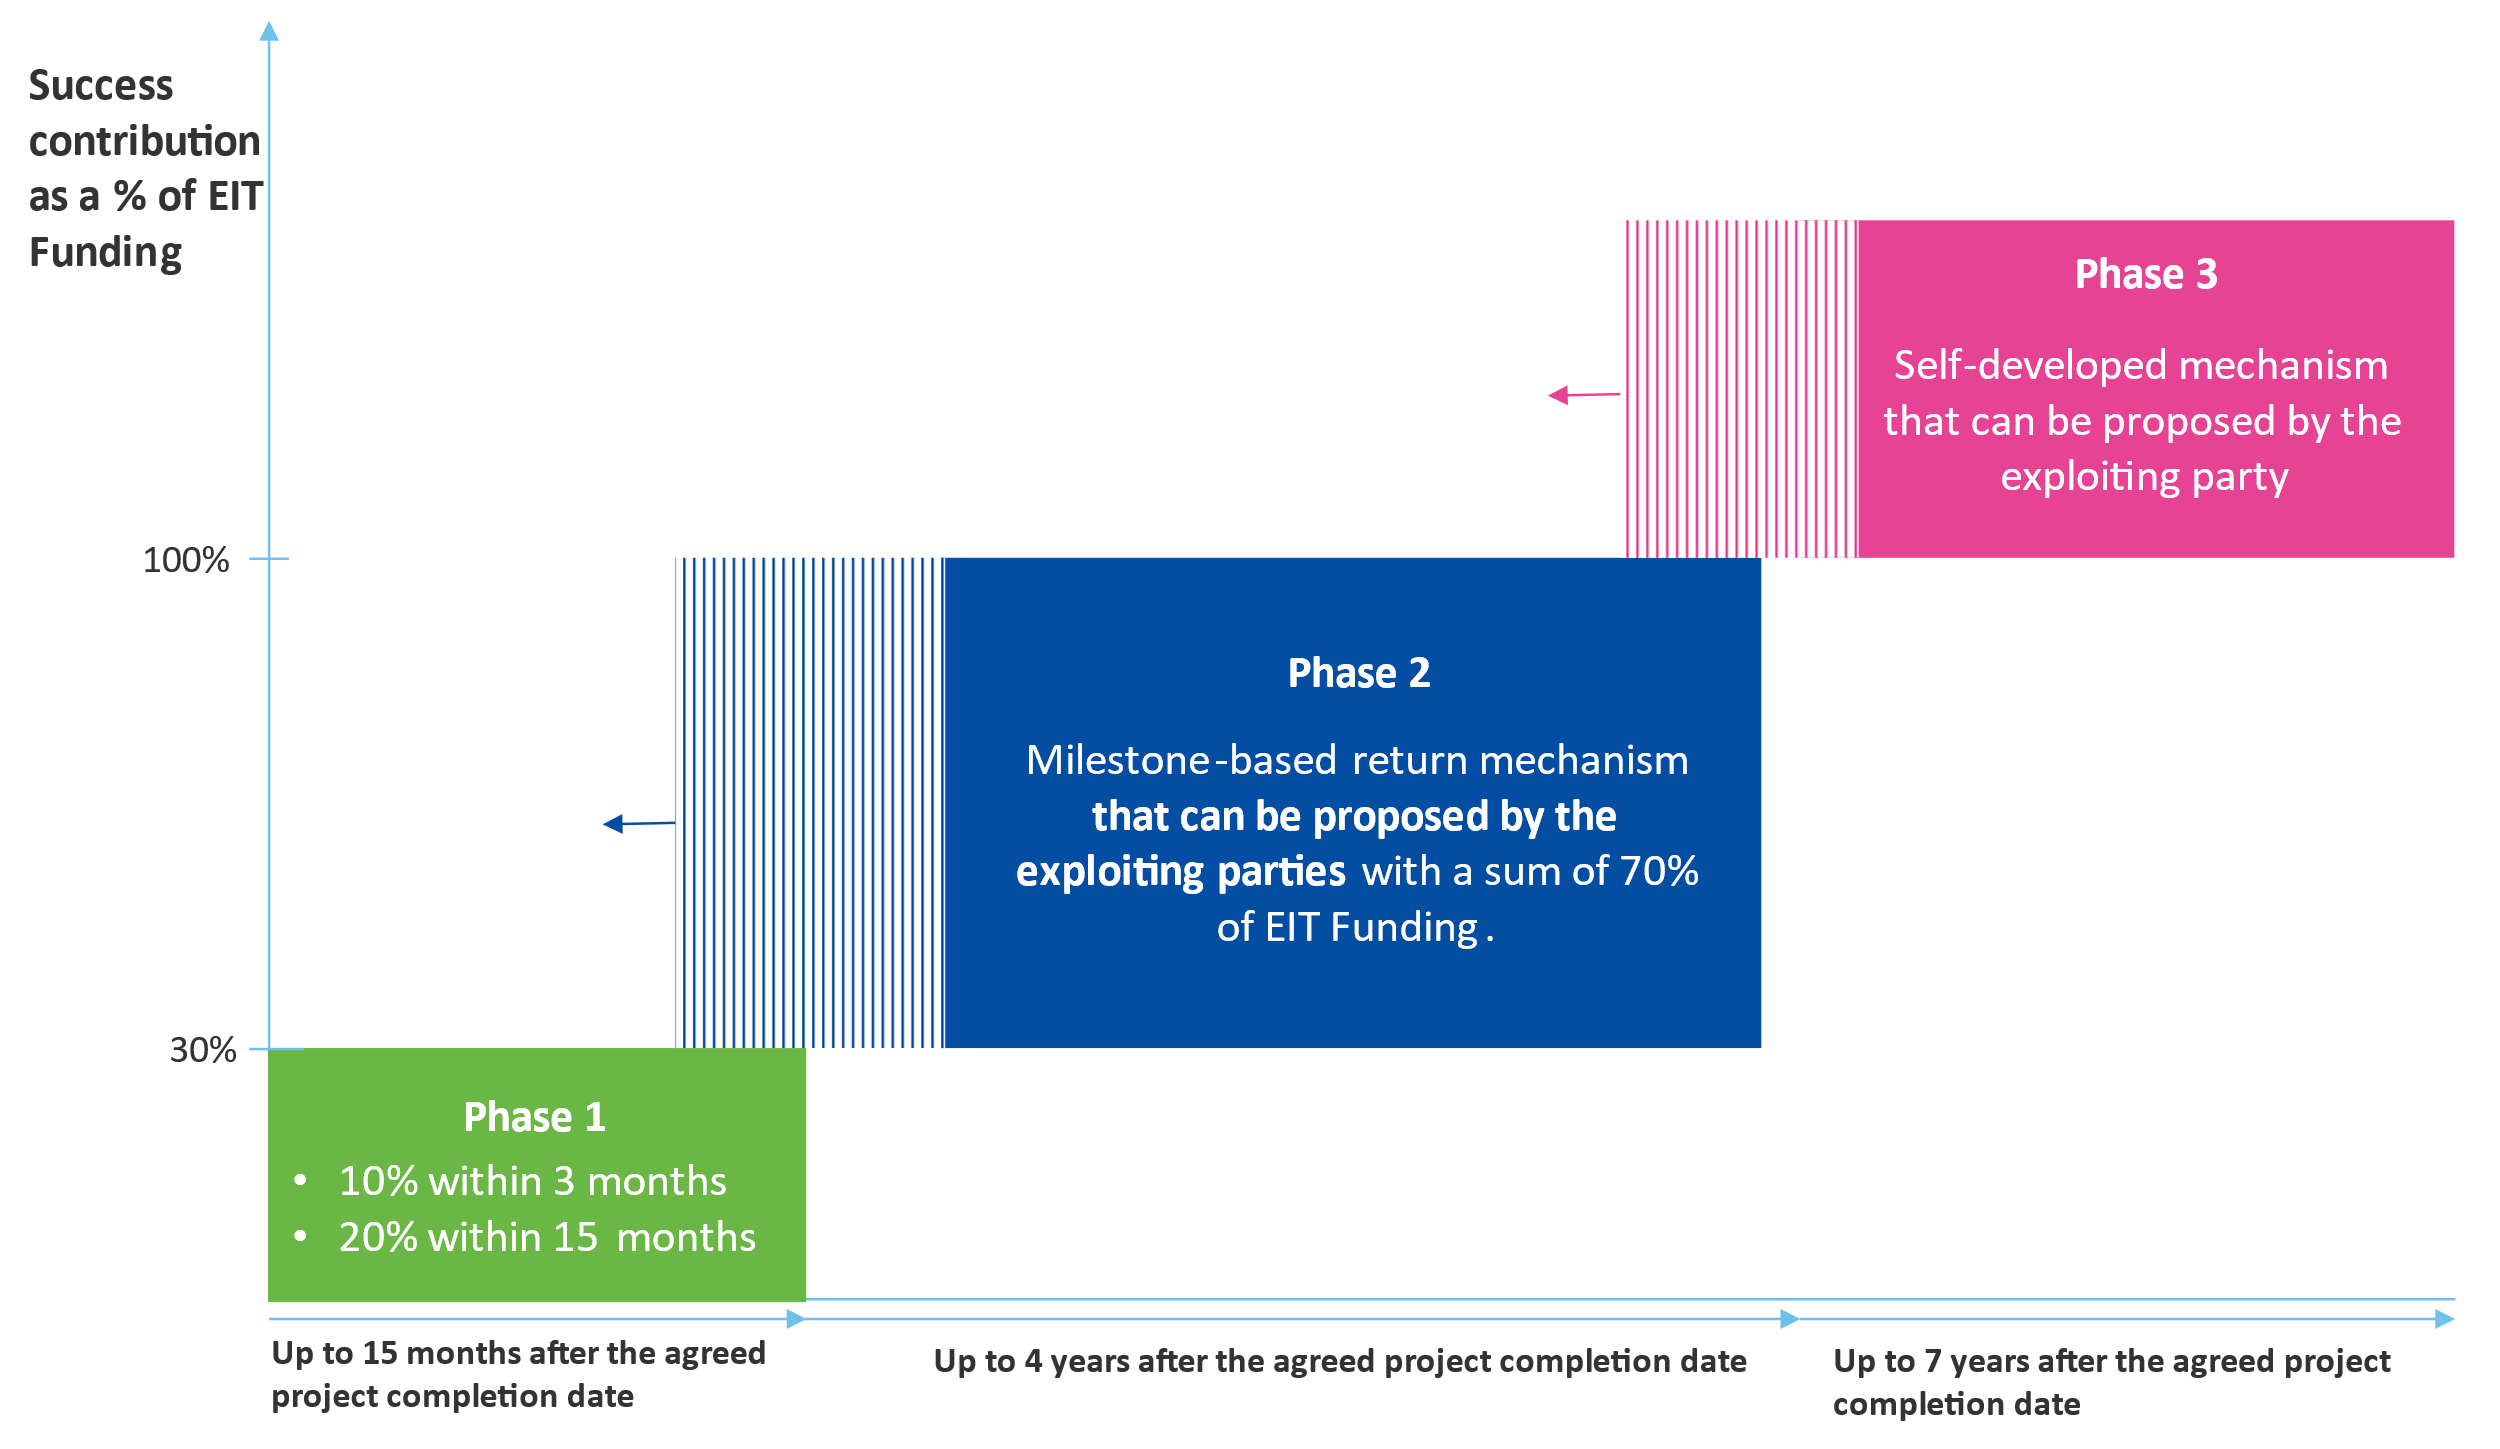 Success
contribution
as a % of EIT
Funding
Phase 3
Self-developed mechanism
that can be proposed by the
exploiting party
100%
Phase 2
Milestone-based return mechanism
that can be proposed by the
exploiting parties with a sum of 70%
of EIT Funding.
30%
Phase 1
• 10% within 3 months
• 20% within 15 months
Up to 15 months after the agreed
project completion date
Up to 4 years after the agreed project completion date
Up to 7 years after the agreed project
completion date